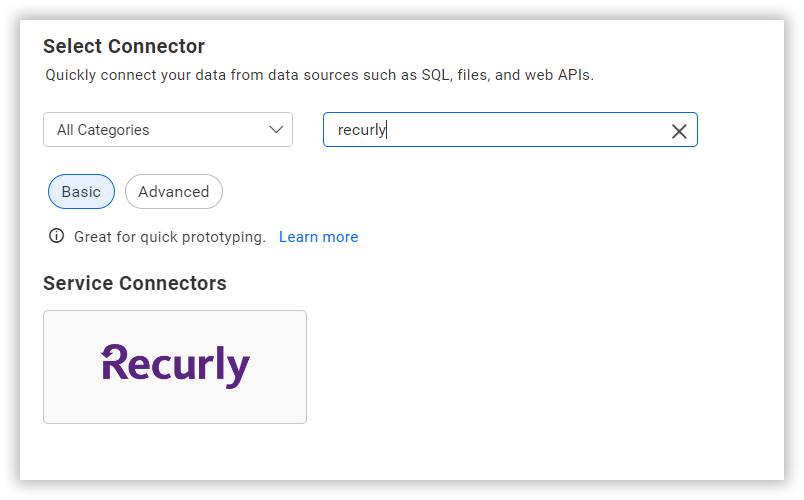 Select Connector
Quickly connect your data from data sources such as SQL, files, and web APIs.
All Categories
recurly
Basic
Advanced
Great for quick prototyping. Learn more
Service Connectors
Recurly